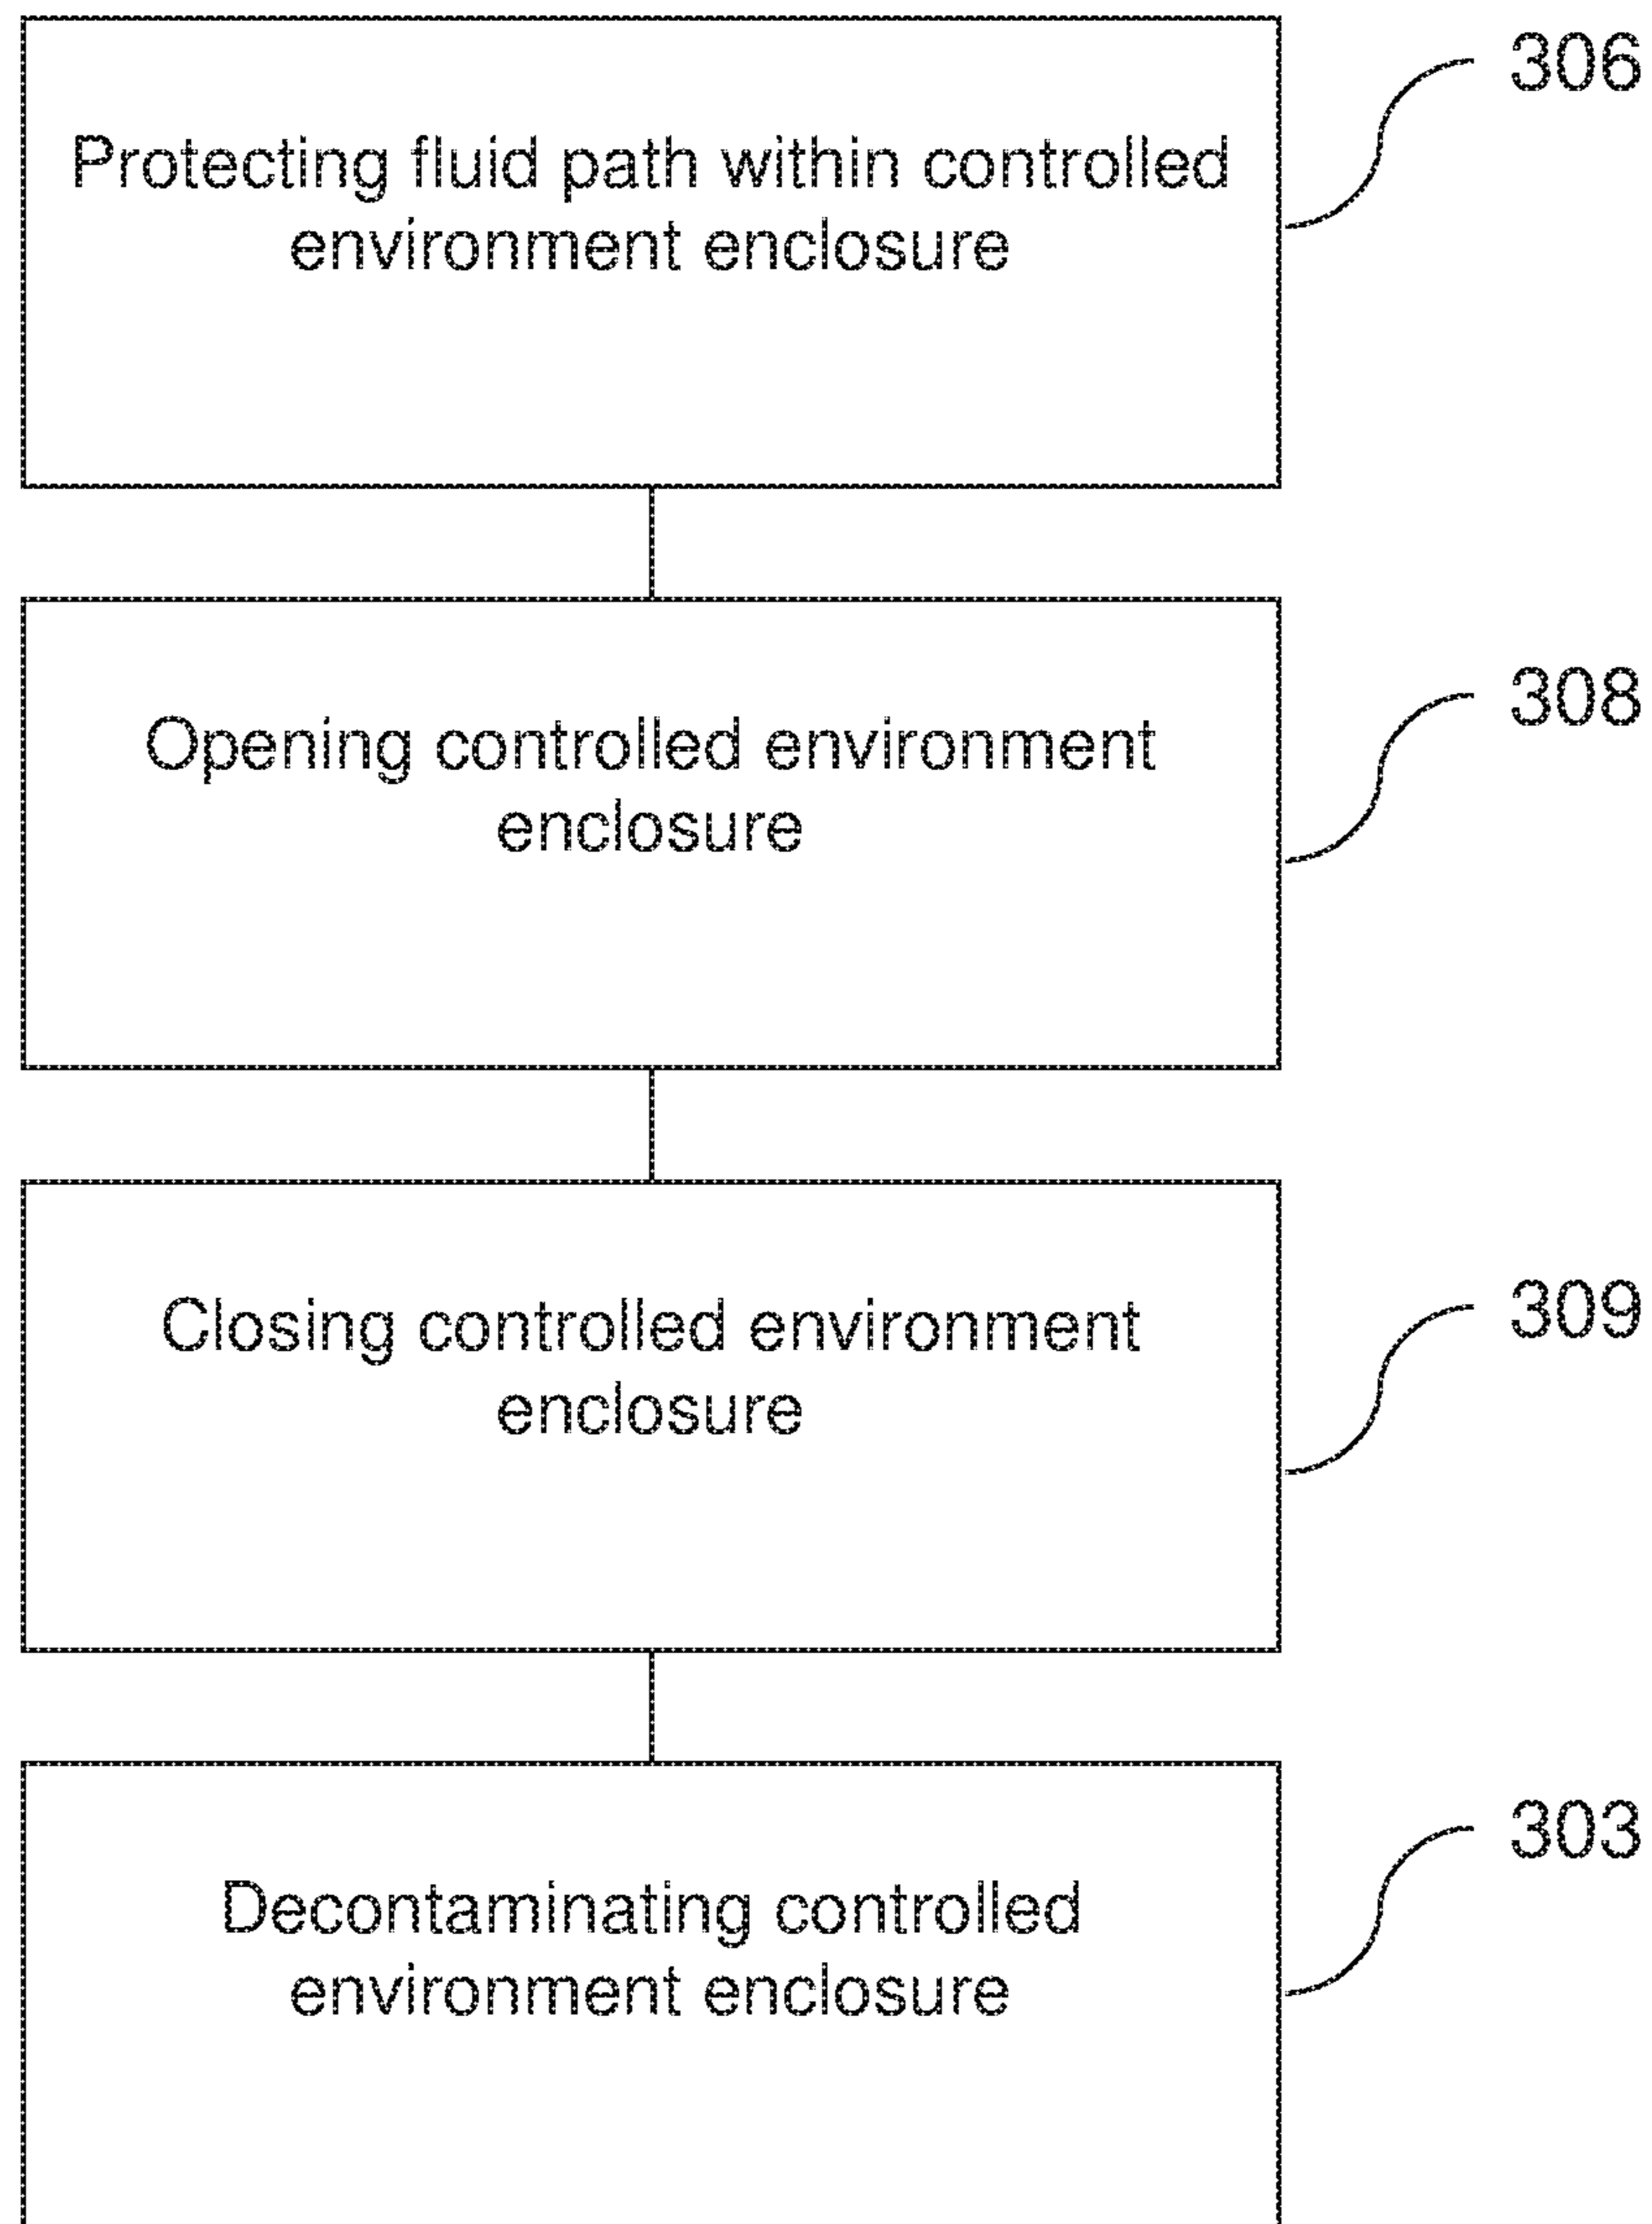 306
Protecting fluid path within controlled
environment enclosure
308
Opening controlled environment
enclosure
309
Closing controlled environment
enclosure
303
Decontaminating controlled
environment enclosure